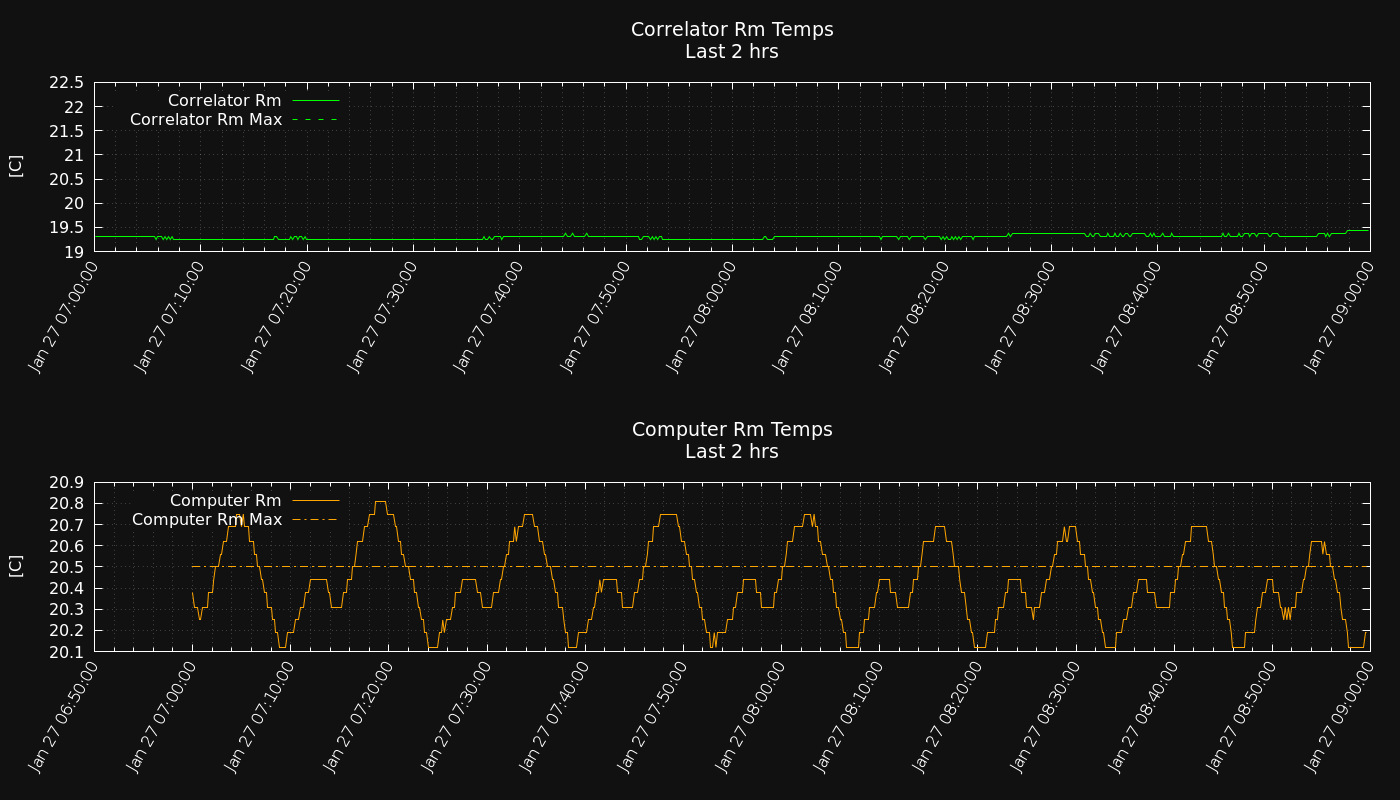 Correlator Rm Temps
Last 2 hrs
22.5
22
21.5
21
20.5
20
19.5
19
[C]
Correlator Rm
Correlator Rm Max
Jan 27 07:00:00
Jan 27 07:10:00
Jan 27 07:20:00
Jan 27 07:30:00
Jan 27 07:40:00
Jan 27 07:50:00
Jan 27 08:00:00
Jan 27 08:10:00
Jan 27 08:20:00
Jan 27 08:30:00
Jan 27 08:40:00
Jan 27 08:50:00
Jan 27 09:00:00
Computer Rm Temps
Last 2 hrs
20.9
20.8
20.7
20.6
20.5
20.4
20.3
20.2
20.1
[C]
Computer Rm
Computer Rm Max
Jan 27 06:50:00
Jan 27 07:00:00
Jan 27 07:10:00
Jan 27 07:20:00
Jan 27 07:30:00
Jan 27 07:40:00
Jan 27 07:50:00
Jan 27 08:00:00
Jan 27 08:10:00
Jan 27 08:20:00
Jan 27 08:30:00
Jan 27 08:40:00
Jan 27 08:50:00
Jan 27 09:00:00